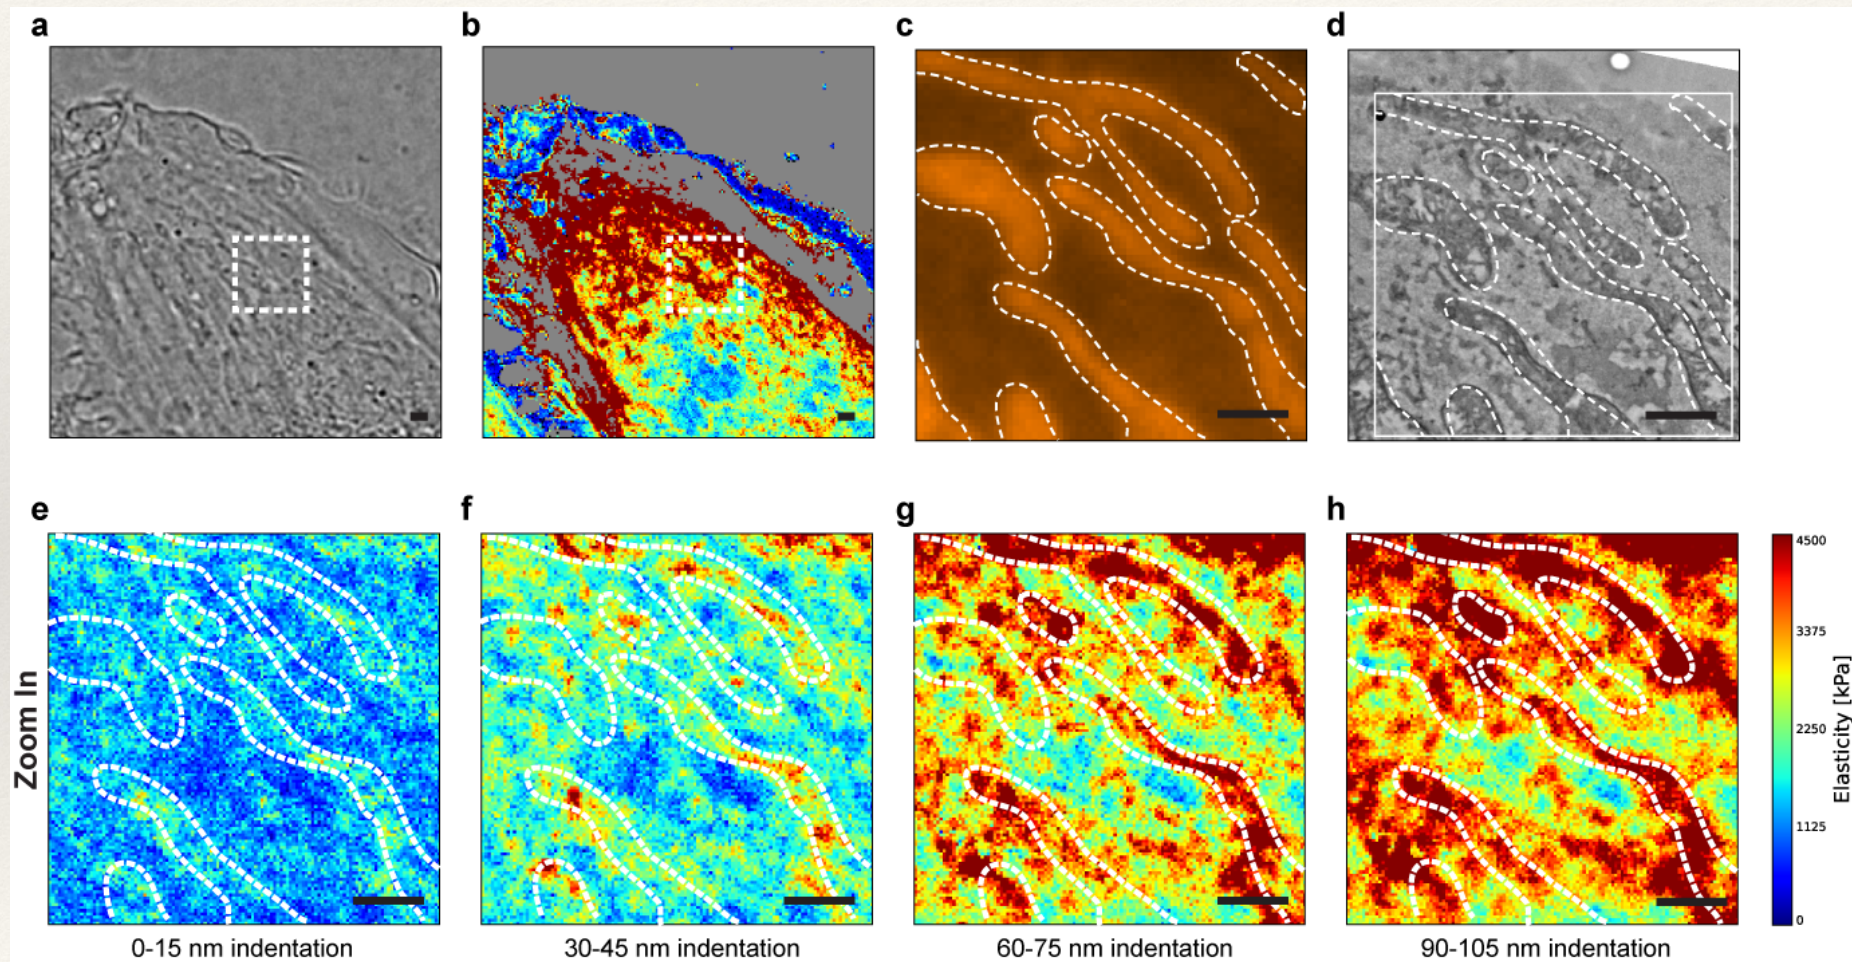 a
b
c
d
e
f
g
h
Zoom In
4500
3375
2250
1125
0
Elasticity [kPa]
0-15 nm indentation
30-45 nm indentation
60-75 nm indentation
90-105 nm indentation